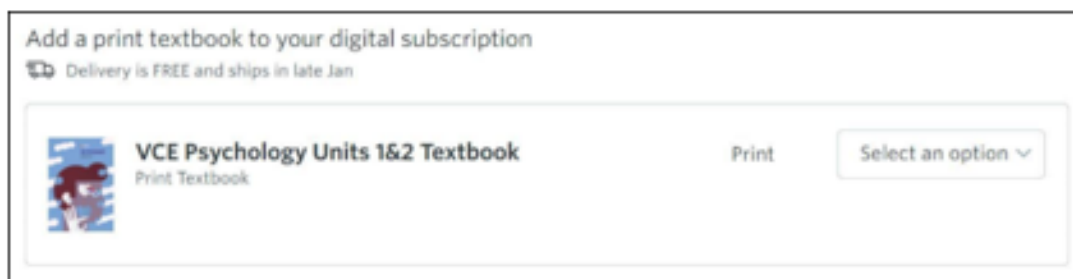 Add a print textbook to your digital subscription
Delivery is FREE and ships in late Jan
VCE Psychology Units 1&2 Textbook
Print Textbook
Print
Select an option